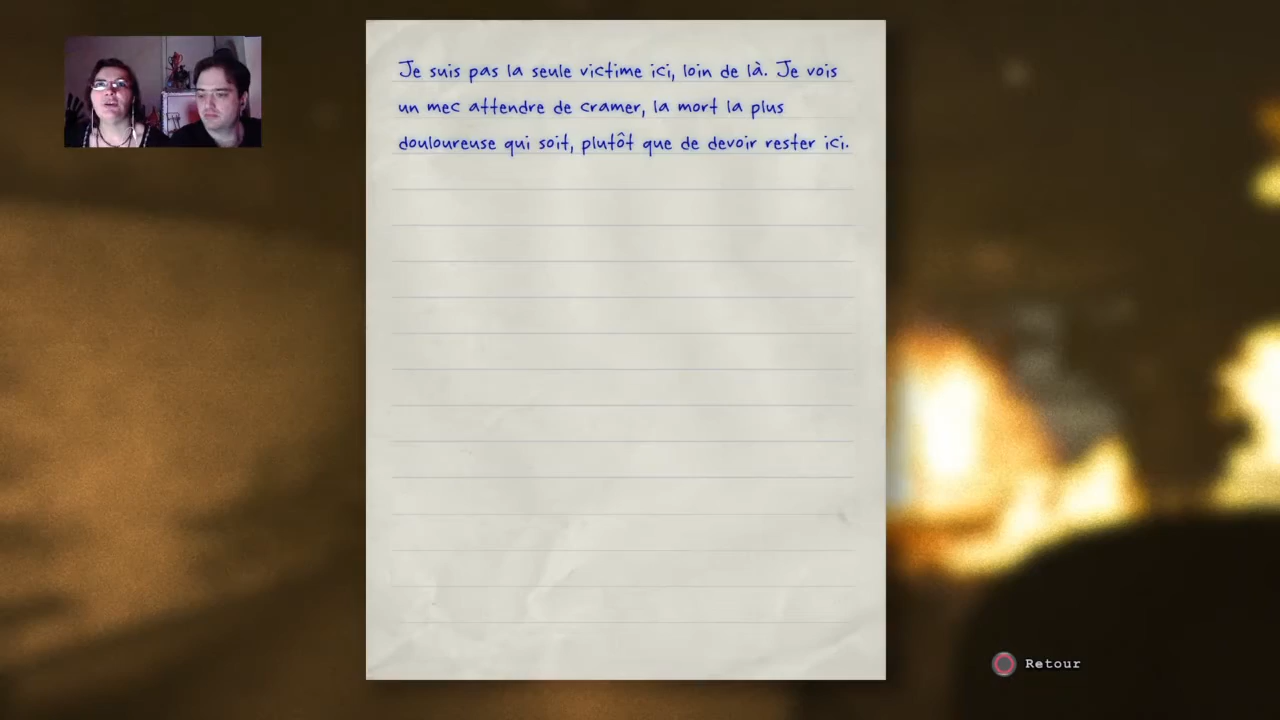 Je suis pas la seule victime ici, loin de là. Je vois
un mec attendre de cramer, la mort la plus
douloureuse qui soit, plutôt que de devoir rester ici.
Retour